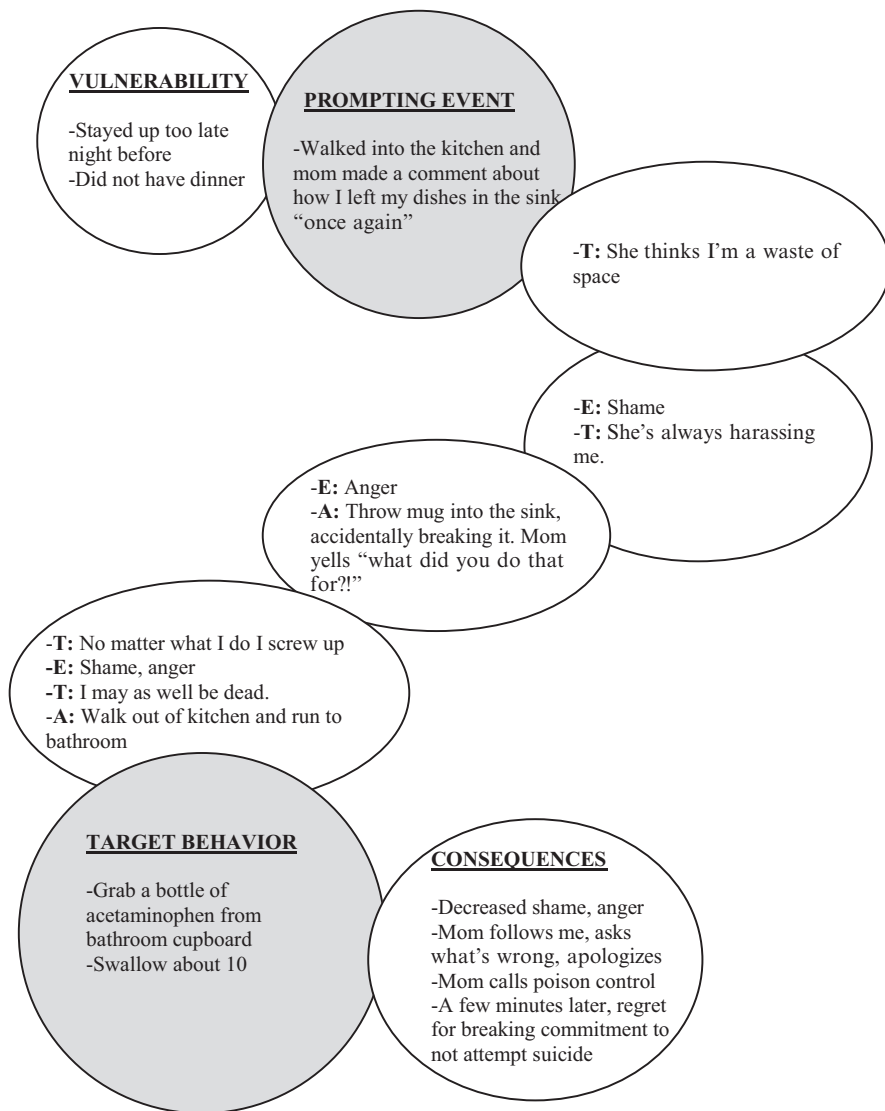 VULNERABILITY
-Stayed up too late
night before
-Did not have dinner
PROMPTING EVENT
-Walked into the kitchen and
mom made a comment about
how I left my dishes in the sink
“once again”
-T: She thinks I’m a waste of
space
-E: Shame
-T: She’s always harassing
me.
-E: Anger
-A: Throw mug into the sink,
accidentally breaking it. Mom
yells “what did you do that
for?!”
-T: No matter what I do I screw up
-E: Shame, anger
-T: I may as well be dead.
-A: Walk out of kitchen and run to
bathroom
TARGET BEHAVIOR
-Grab a bottle of
acetaminophen from
bathroom cupboard
-Swallow about 10
CONSEQUENCES
-Decreased shame, anger
-Mom follows me, asks
what’s wrong, apologizes
-Mom calls poison control
-A few minutes later, regret
for breaking commitment to
not attempt suicide